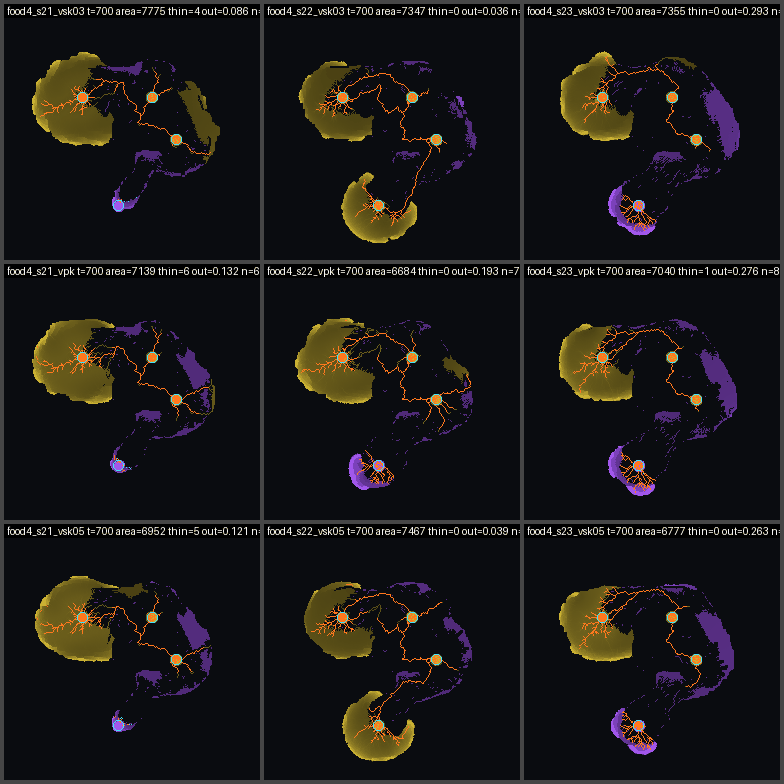 food4_s21_vsk03 t=700 area=7775 thin=4 out=0.086 n=
food4_s22_vsk03 t=700 area=7347 thin=0 out=0.036 n=
food4_s23_vsk03 t=700 area=7355 thin=0 out=0.293 n=
food4_s21_vpk t=700 area=7139 thin=6 out=0.132 n=6
food4_s22_vpk t=700 area=6684 thin=0 out=0.193 n=7
food4_s23_vpk t=700 area=7040 thin=1 out=0.276 n=8
food4_s21_vsk05 t=700 area=6952 thin=5 out=0.121 n=
food4_s22_vsk05 t=700 area=7467 thin=0 out=0.039 n=
food4_s23_vsk05 t=700 area=6777 thin=0 out=0.263 n=